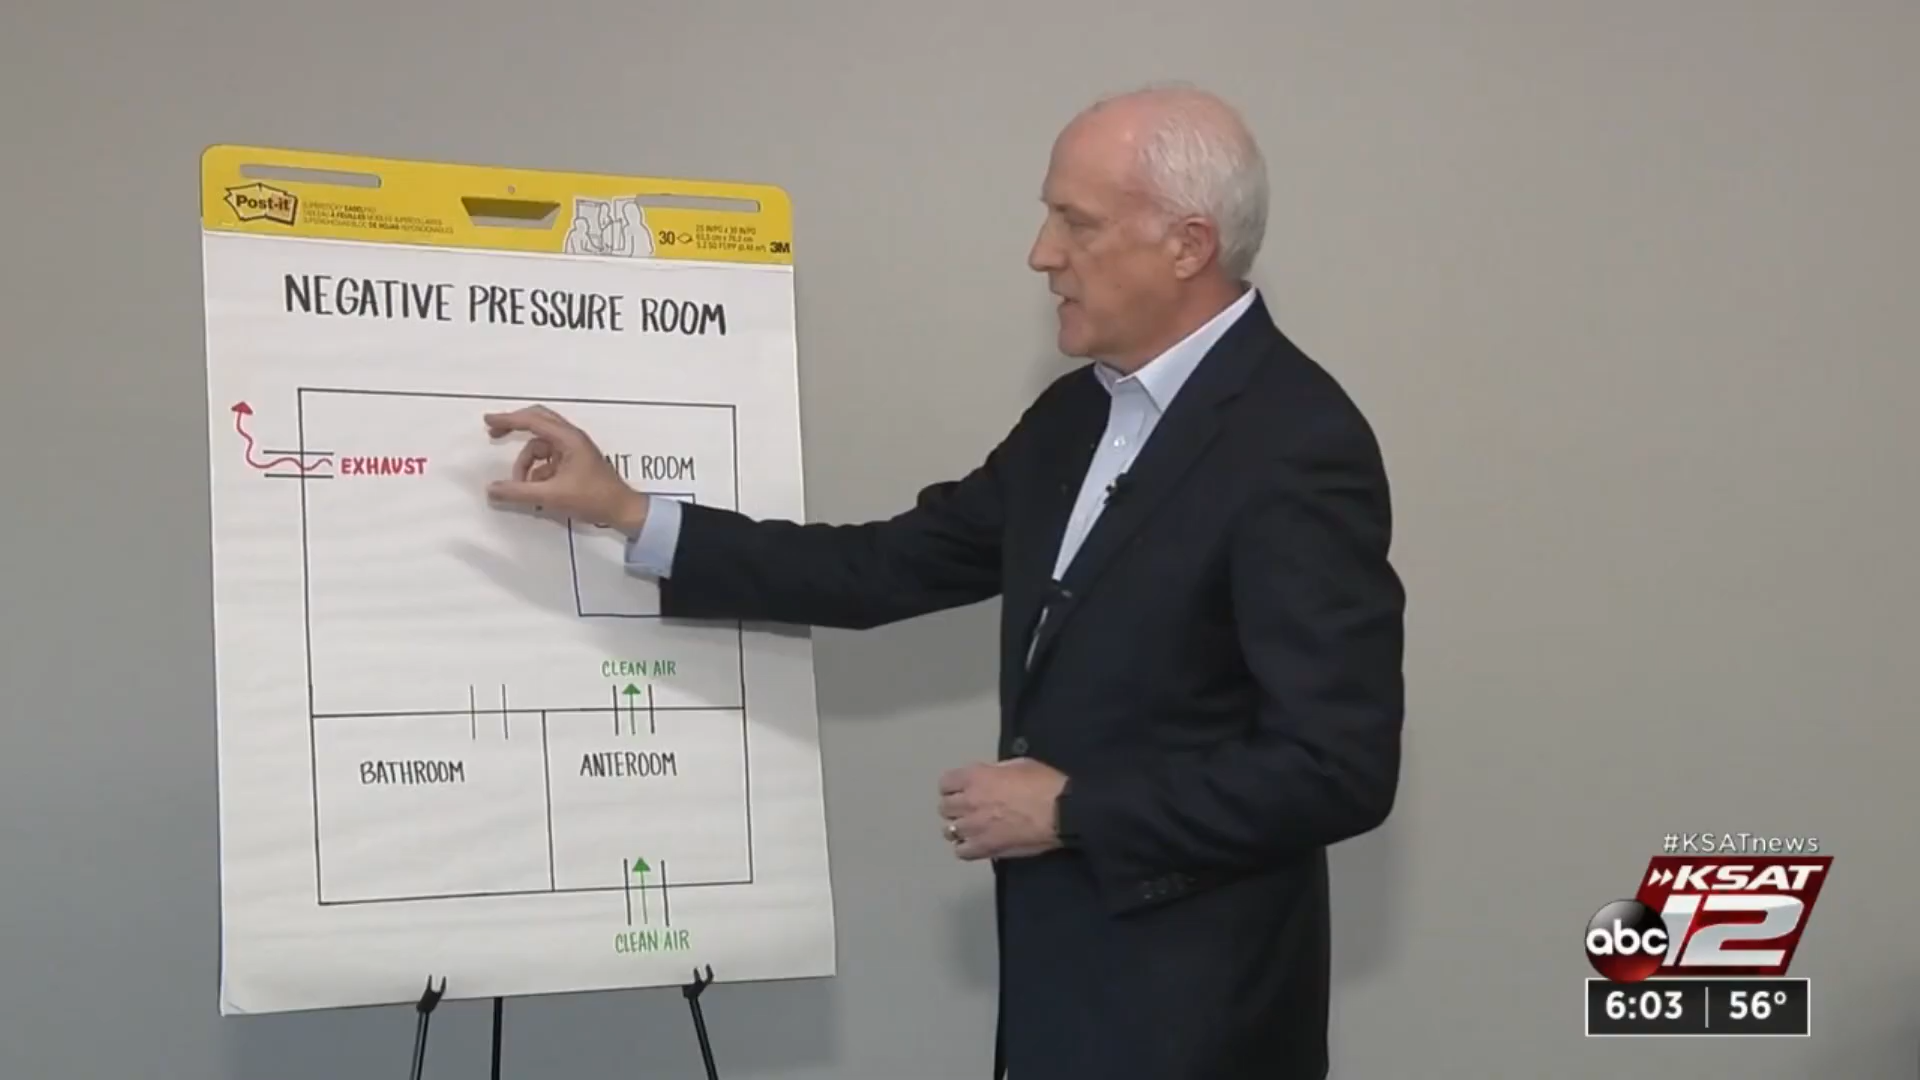 Post-it
30
3M
NEGATIVE PRESSURE ROOM
EXHAUST
NT ROOM
CLEAN AIR
BATHROOM
ANTEROOM
CLEAN AIR
#KSATnews
KSAT
abc 12
6:03 56°